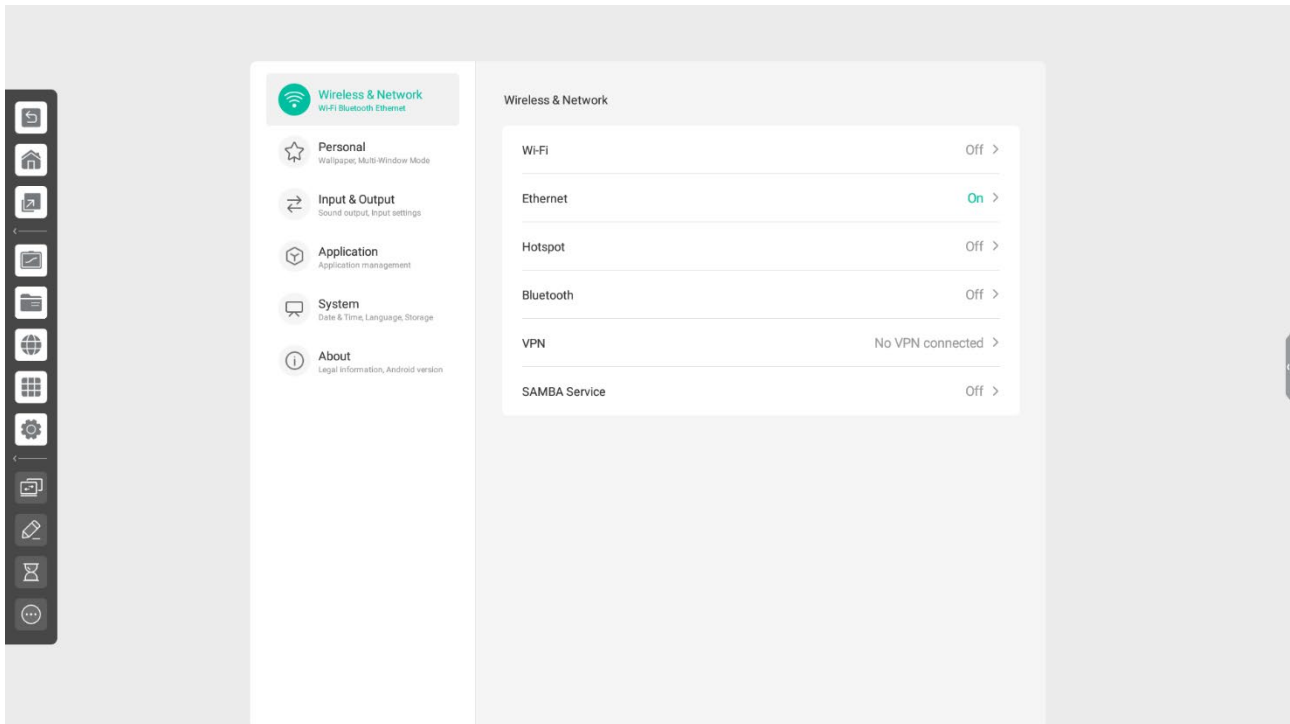 Wireless & Network
Wi-Fi Bluetooth Ethernet
Personal
Wallpaper, Multi-Window Mode
Input & Output
Sound output, Input settings
Application
Application management
System
Date & Time, Language, Storage
About
Legal information, Android version
Wireless & Network
Wi-Fi Off
Ethernet On
Hotspot Off
Bluetooth Off
VPN No VPN connected
SAMBA Service Off